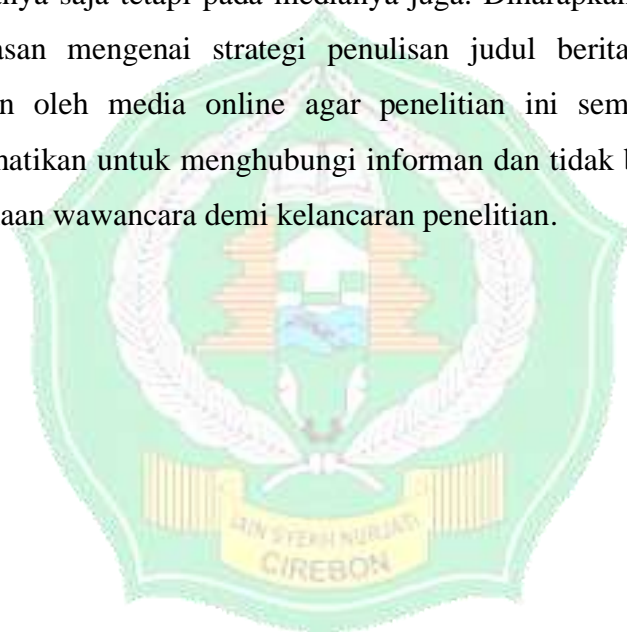 nya saja tetapi pada medianya juga. Diharapkan
asan mengenai strategi penulisan judul berita
n oleh media online agar penelitian ini sem
hatikan untuk menghubungi informan dan tidak b
aan wawancara demi kelancaran penelitian.
IAIN SYEKH NURJATI
CIREBON